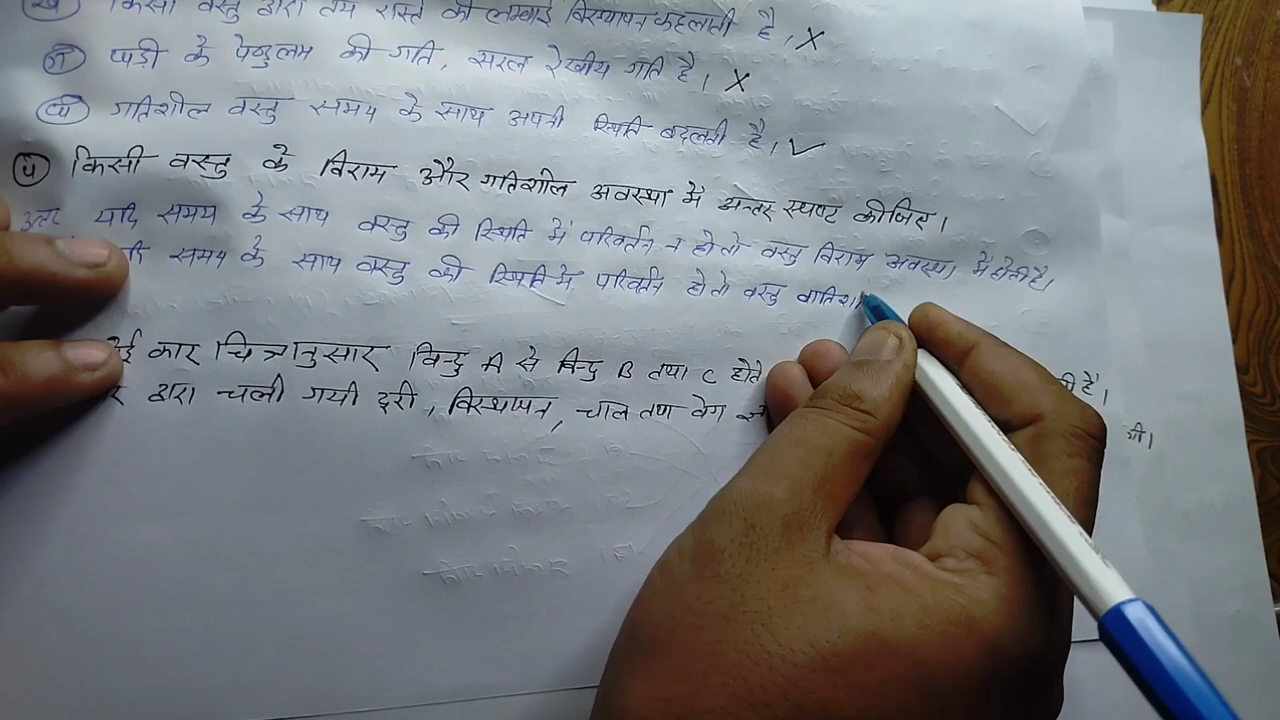 (ख) किसी वस्तु द्वारा तय रास्ते की लम्बाई विस्थापन कहलाती है, ×
(ग) घड़ी के पेण्डुलम की गति, सरल रेखीय गति है। ×
(घ) गतिशील वस्तु समय के साथ अपनी स्थिति बदलती है। ✓
(4) किसी वस्तु के विराम और गतिशील अवस्था में अन्तर स्पष्ट कीजिए।
उत्तर यदि समय के साथ वस्तु की स्थिति में परिवर्तन न हो तो वस्तु विराम अवस्था में होती है।
समय के साथ वस्तु की स्थिति में परिवर्तन हो तो वस्तु गतिशी
कार चित्रानुसार बिन्दु A से बिन्दु B तथा C होते है।
द्वारा चली गयी दूरी, विस्थापन, चाल तथा वेग